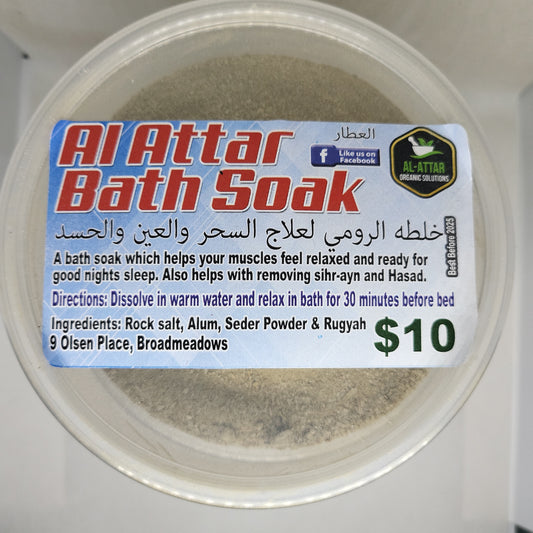 Al Attar
Bath Soak
العطار
Like us on
Facebook
AL-ATTAR
ORGANIC SOLUTIONS
خلطه الرومي لعلاج السحر والعين والحسد
A bath soak which helps your muscles feel relaxed and ready for
good nights sleep. Also helps with removing sihr-ayn and Hasad.
Best Before 2025
Directions: Dissolve in warm water and relax in bath for 30 minutes before bed
Ingredients: Rock salt, Alum, Seder Powder & Rugyah
9 Olsen Place, Broadmeadows
$10